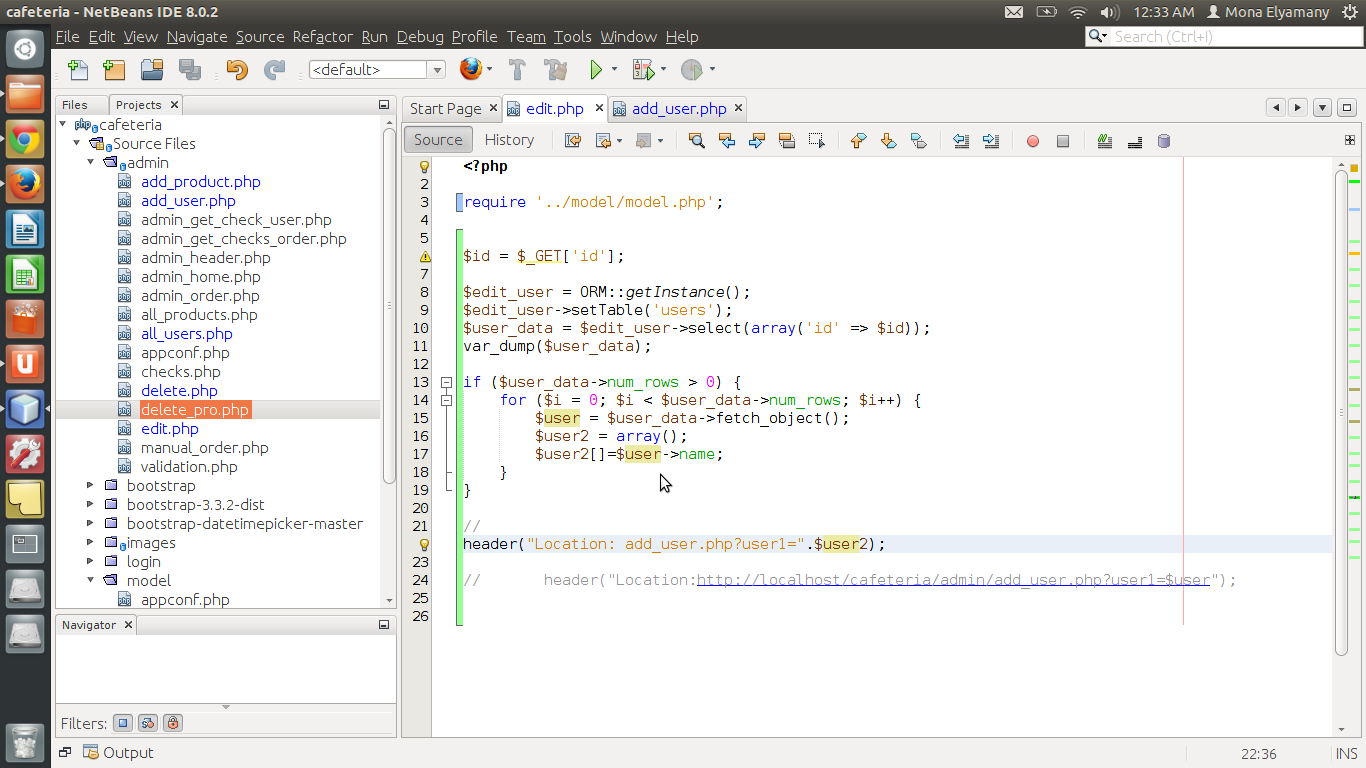 cafeteria - NetBeans IDE 8.0.2
12:33 AM Mona Elyamany
File Edit View Navigate Source Refactor Run Debug Profile Team Tools Window Help
Search (Ctrl+I)
<default>
Files Projects
cafeteria
Source Files
admin
add_product.php
add_user.php
admin_get_check_user.php
admin_get_checks_order.php
admin_header.php
admin_home.php
admin_order.php
all_products.php
all_users.php
appconf.php
checks.php
delete.php
delete_pro.php
edit.php
manual_order.php
validation.php
bootstrap
bootstrap-3.3.2-dist
bootstrap-datetimepicker-master
images
login
model
appconf.php
Navigator
Filters:
Output
Start Page edit.php add_user.php
Source History
<?php
2
3 require '../model/model.php';
4
5
$id = $_GET['id'];
7
8 $edit_user = ORM::getInstance();
9 $edit_user->setTable('users');
10 $user_data = $edit_user->select(array('id' => $id));
11 var_dump($user_data);
12
13 if ($user_data->num_rows > 0) {
14 for ($i = 0; $i < $user_data->num_rows; $i++) {
15 $user = $user_data->fetch_object();
16 $user2 = array();
17 $user2[]=$user->name;
18 }
19 }
20
21 //
header("Location: add_user.php?user1=".$user2);
23
24 // header("Location:http://localhost/cafeteria/admin/add_user.php?user1=$user");
25
26
22:36 INS